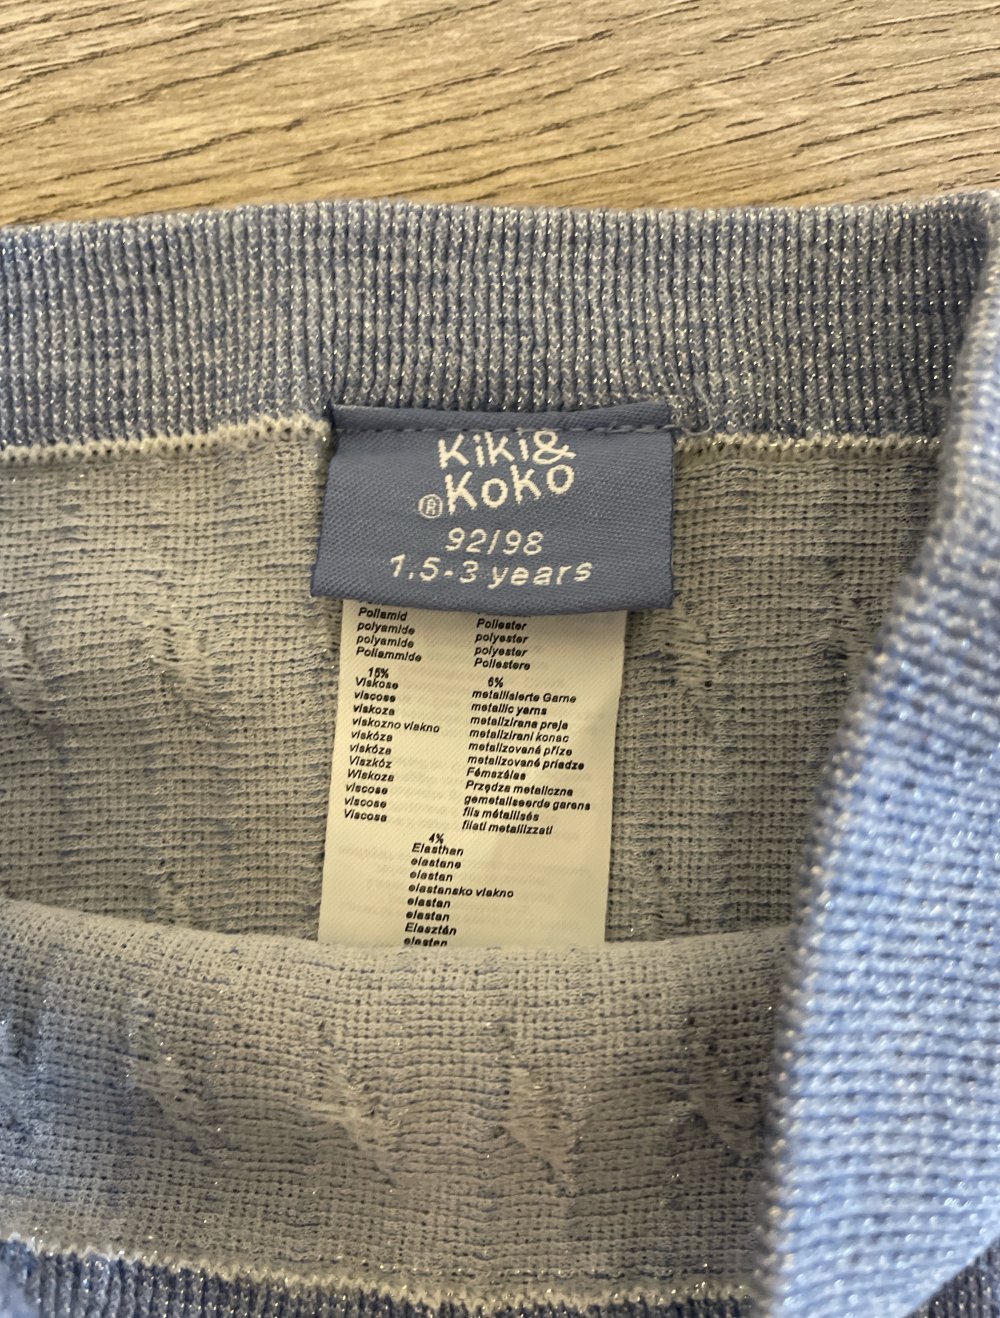 Kiki&
®Koko
92/98
1,5-3 years
Poliamid
polyamide
polyamide
Poliammide
15%
Viskose
viscose
viskoza
viskozno vlakno
viskóza
viskóza
Viszkóz
Wiskoza
viscose
viscose
Viscosa
Poliester
polyester
polyester
Poliestere
6%
metallisierte Garne
metallic yarns
metalizirana preja
metalizirani konac
metalizované příze
metalizované priadze
Fémszálas
Przędza metaliczna
gemetaliseerde garens
fils métallisés
filati metallizzati
4%
Elasthan
elastane
elastan
elastansko vlakno
elastan
elastan
Elasztán
elastan